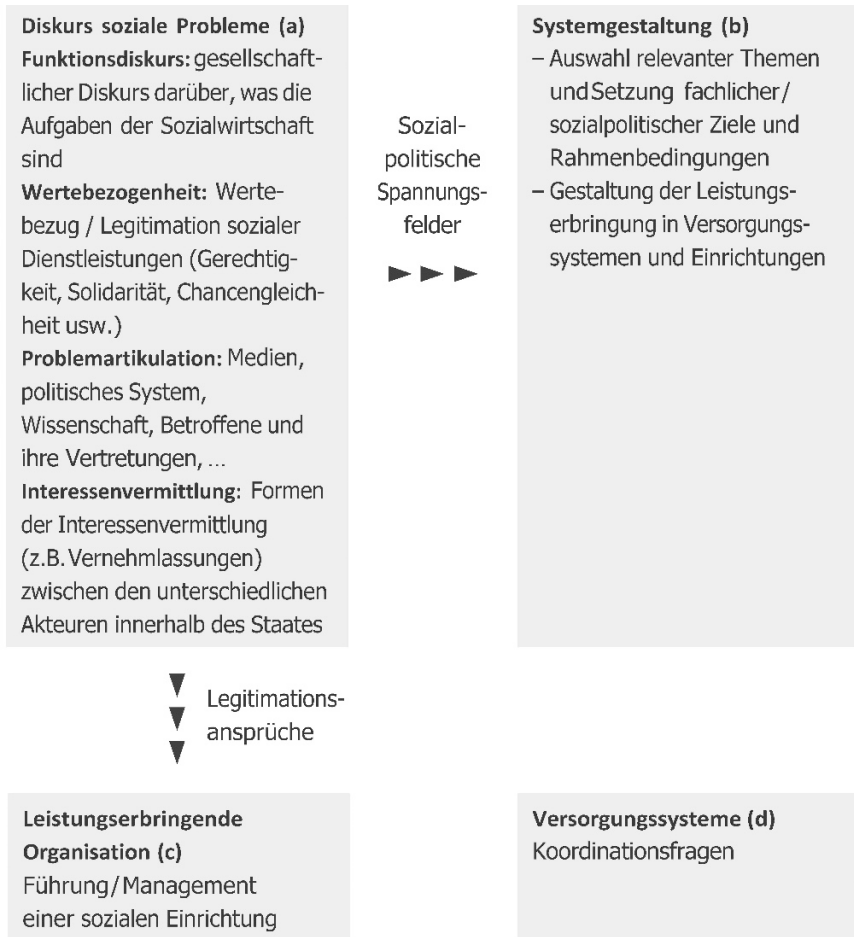 Diskurs soziale Probleme (a)
Funktionsdiskurs: gesellschaft-
licher Diskurs darüber, was die
Aufgaben der Sozialwirtschaft
sind
Wertebezogenheit: Werte-
bezug / Legitimation sozialer
Dienstleistungen (Gerechtig-
keit, Solidarität, Chancengleich-
heit usw.)
Problemartikulation: Medien,
politisches System,
Wissenschaft, Betroffene und
ihre Vertretungen, ...
Interessenvermittlung: Formen
der Interessenvermittlung
(z.B. Vernehmlassungen)
zwischen den unterschiedlichen
Akteuren innerhalb des Staates
Sozial-
politische
Spannungs-
felder
Systemgestaltung (b)
– Auswahl relevanter Themen
und Setzung fachlicher/
sozialpolitischer Ziele und
Rahmenbedingungen
– Gestaltung der Leistungs-
erbringung in Versorgungs-
systemen und Einrichtungen
Legitimations-
ansprüche
Leistungserbringende
Organisation (c)
Führung/Management
einer sozialen Einrichtung
Versorgungssysteme (d)
Koordinationsfragen